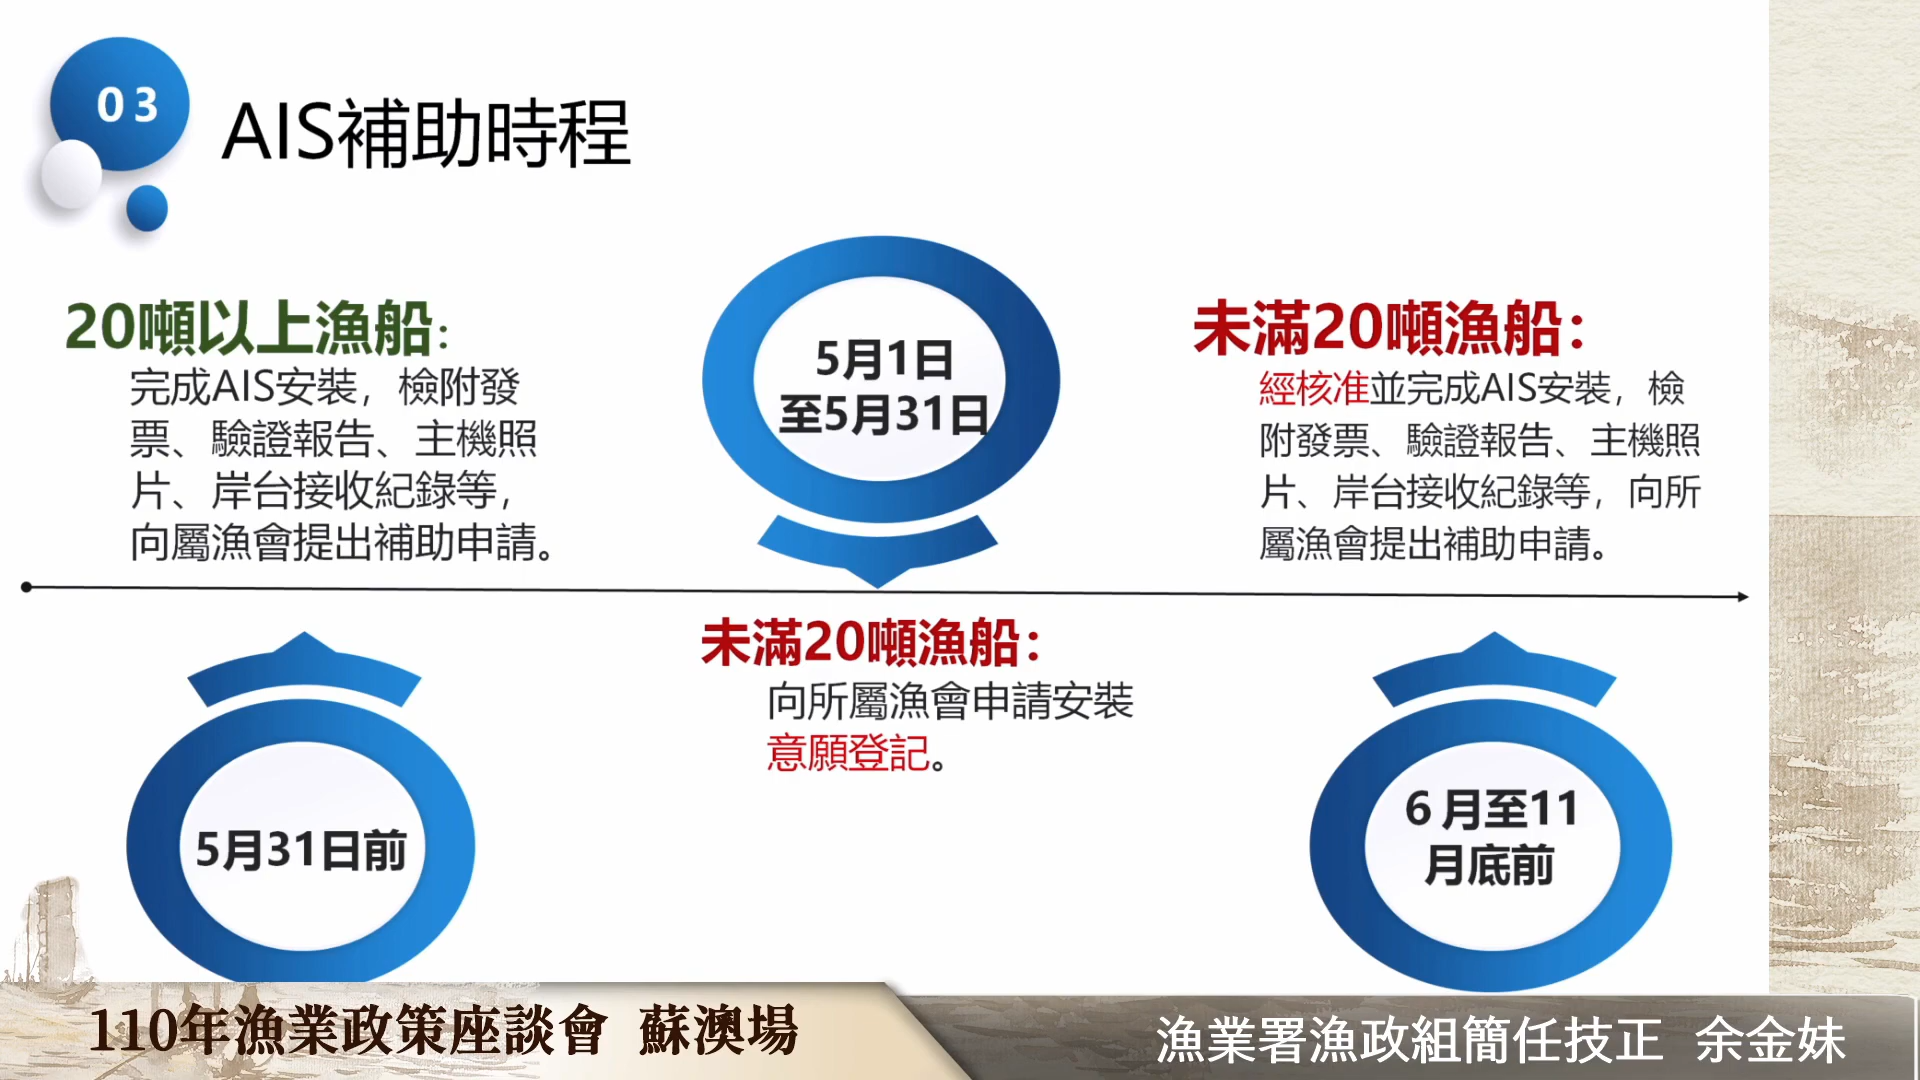 03
AIS補助時程
20噸以上漁船：
完成AIS安裝，檢附發
票、驗證報告、主機照
片、岸台接收紀錄等，
向屬漁會提出補助申請。
5月31日前
5月1日
至5月31日
未滿20噸漁船：
向所屬漁會申請安裝
意願登記。
未滿20噸漁船：
經核准並完成AIS安裝，檢
附發票、驗證報告、主機照
片、岸台接收紀錄等，向所
屬漁會提出補助申請。
6月至11
月底前
110年漁業政策座談會 蘇澳場
漁業署漁政組簡任技正 余金妹